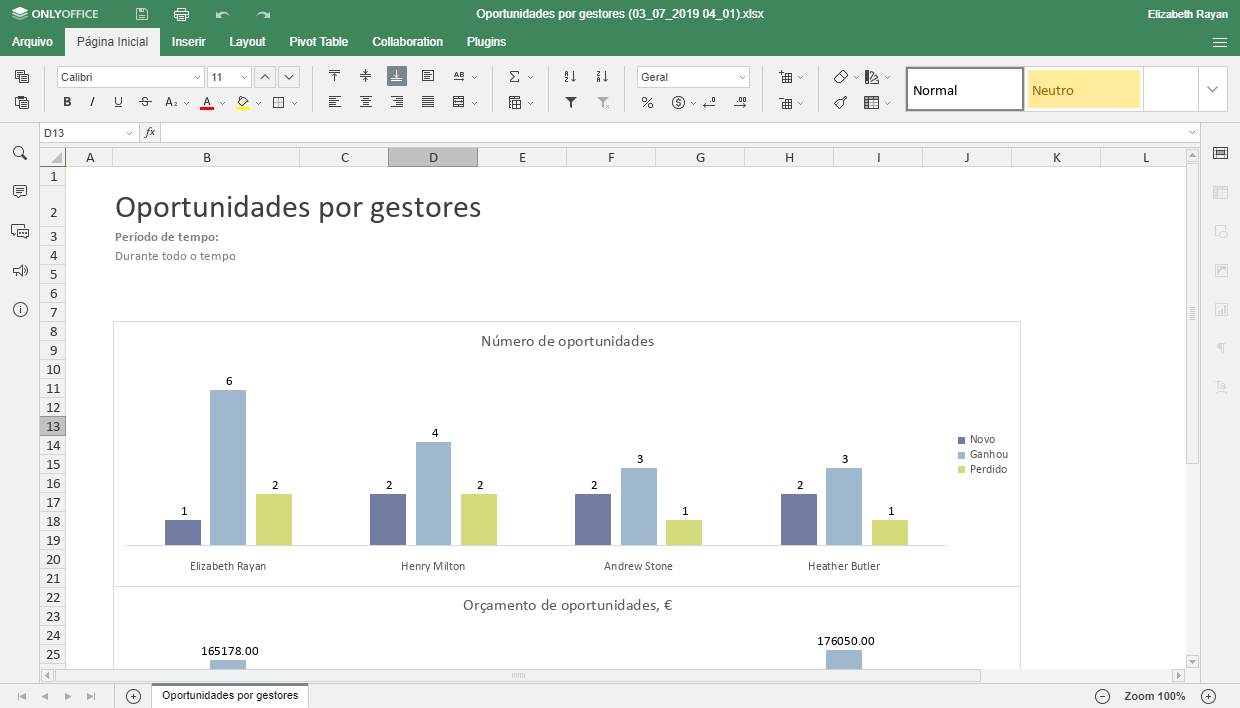 ONLYOFFICE
Oportunidades por gestores (03_07_2019 04_01).xlsx
Elizabeth Rayan
Arquivo Página Inicial Inserir Layout Pivot Table Collaboration Plugins
Calibri 11 Geral
Normal Neutro
D13 fx
A B C D E F G H I J K L
1
2
3
4
5
6
7
8
9
10
11
12
13
14
15
16
17
18
19
20
21
22
23
24
25
Oportunidades por gestores
Período de tempo:
Durante todo o tempo
Número de oportunidades
6
4
3 3
2 2 2 2 2
1 1 1
Novo
Ganhou
Perdido
Elizabeth Rayan Henry Milton Andrew Stone Heather Butler
Orçamento de oportunidades, €
176050.00
165178.00
Oportunidades por gestores
Zoom 100%